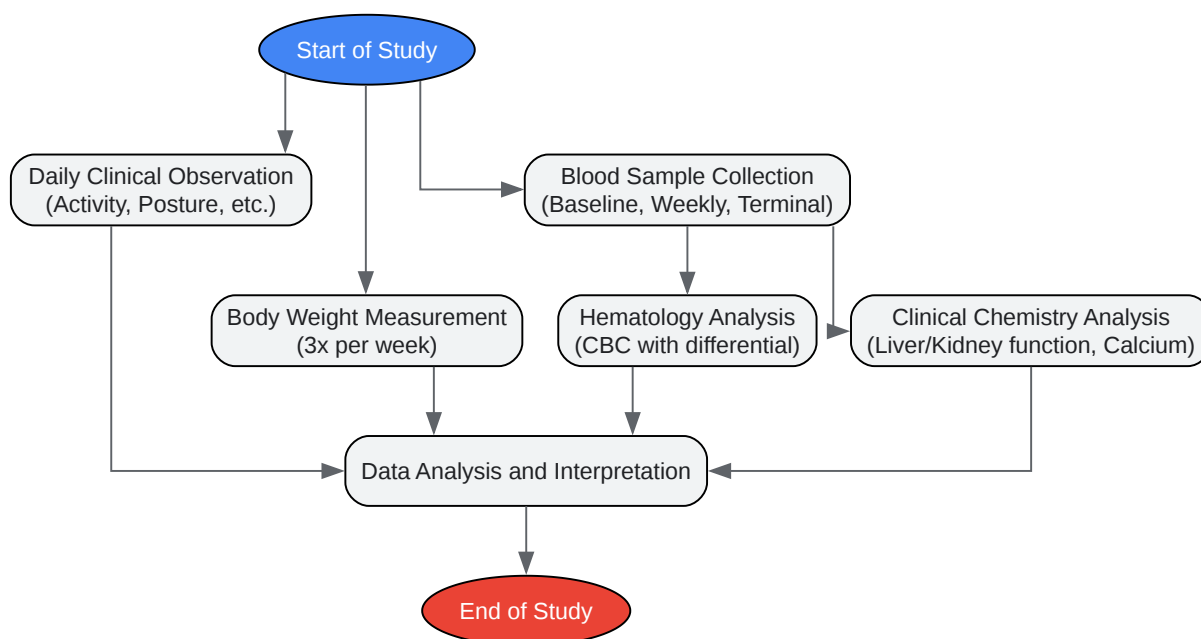 Start of Study
Daily Clinical Observation
(Activity, Posture, etc.)
Blood Sample Collection
(Baseline, Weekly, Terminal)
Body Weight Measurement
(3x per week)
Hematology Analysis
(CBC with differential)
Clinical Chemistry Analysis
(Liver/Kidney function, Calcium)
Data Analysis and Interpretation
End of Study